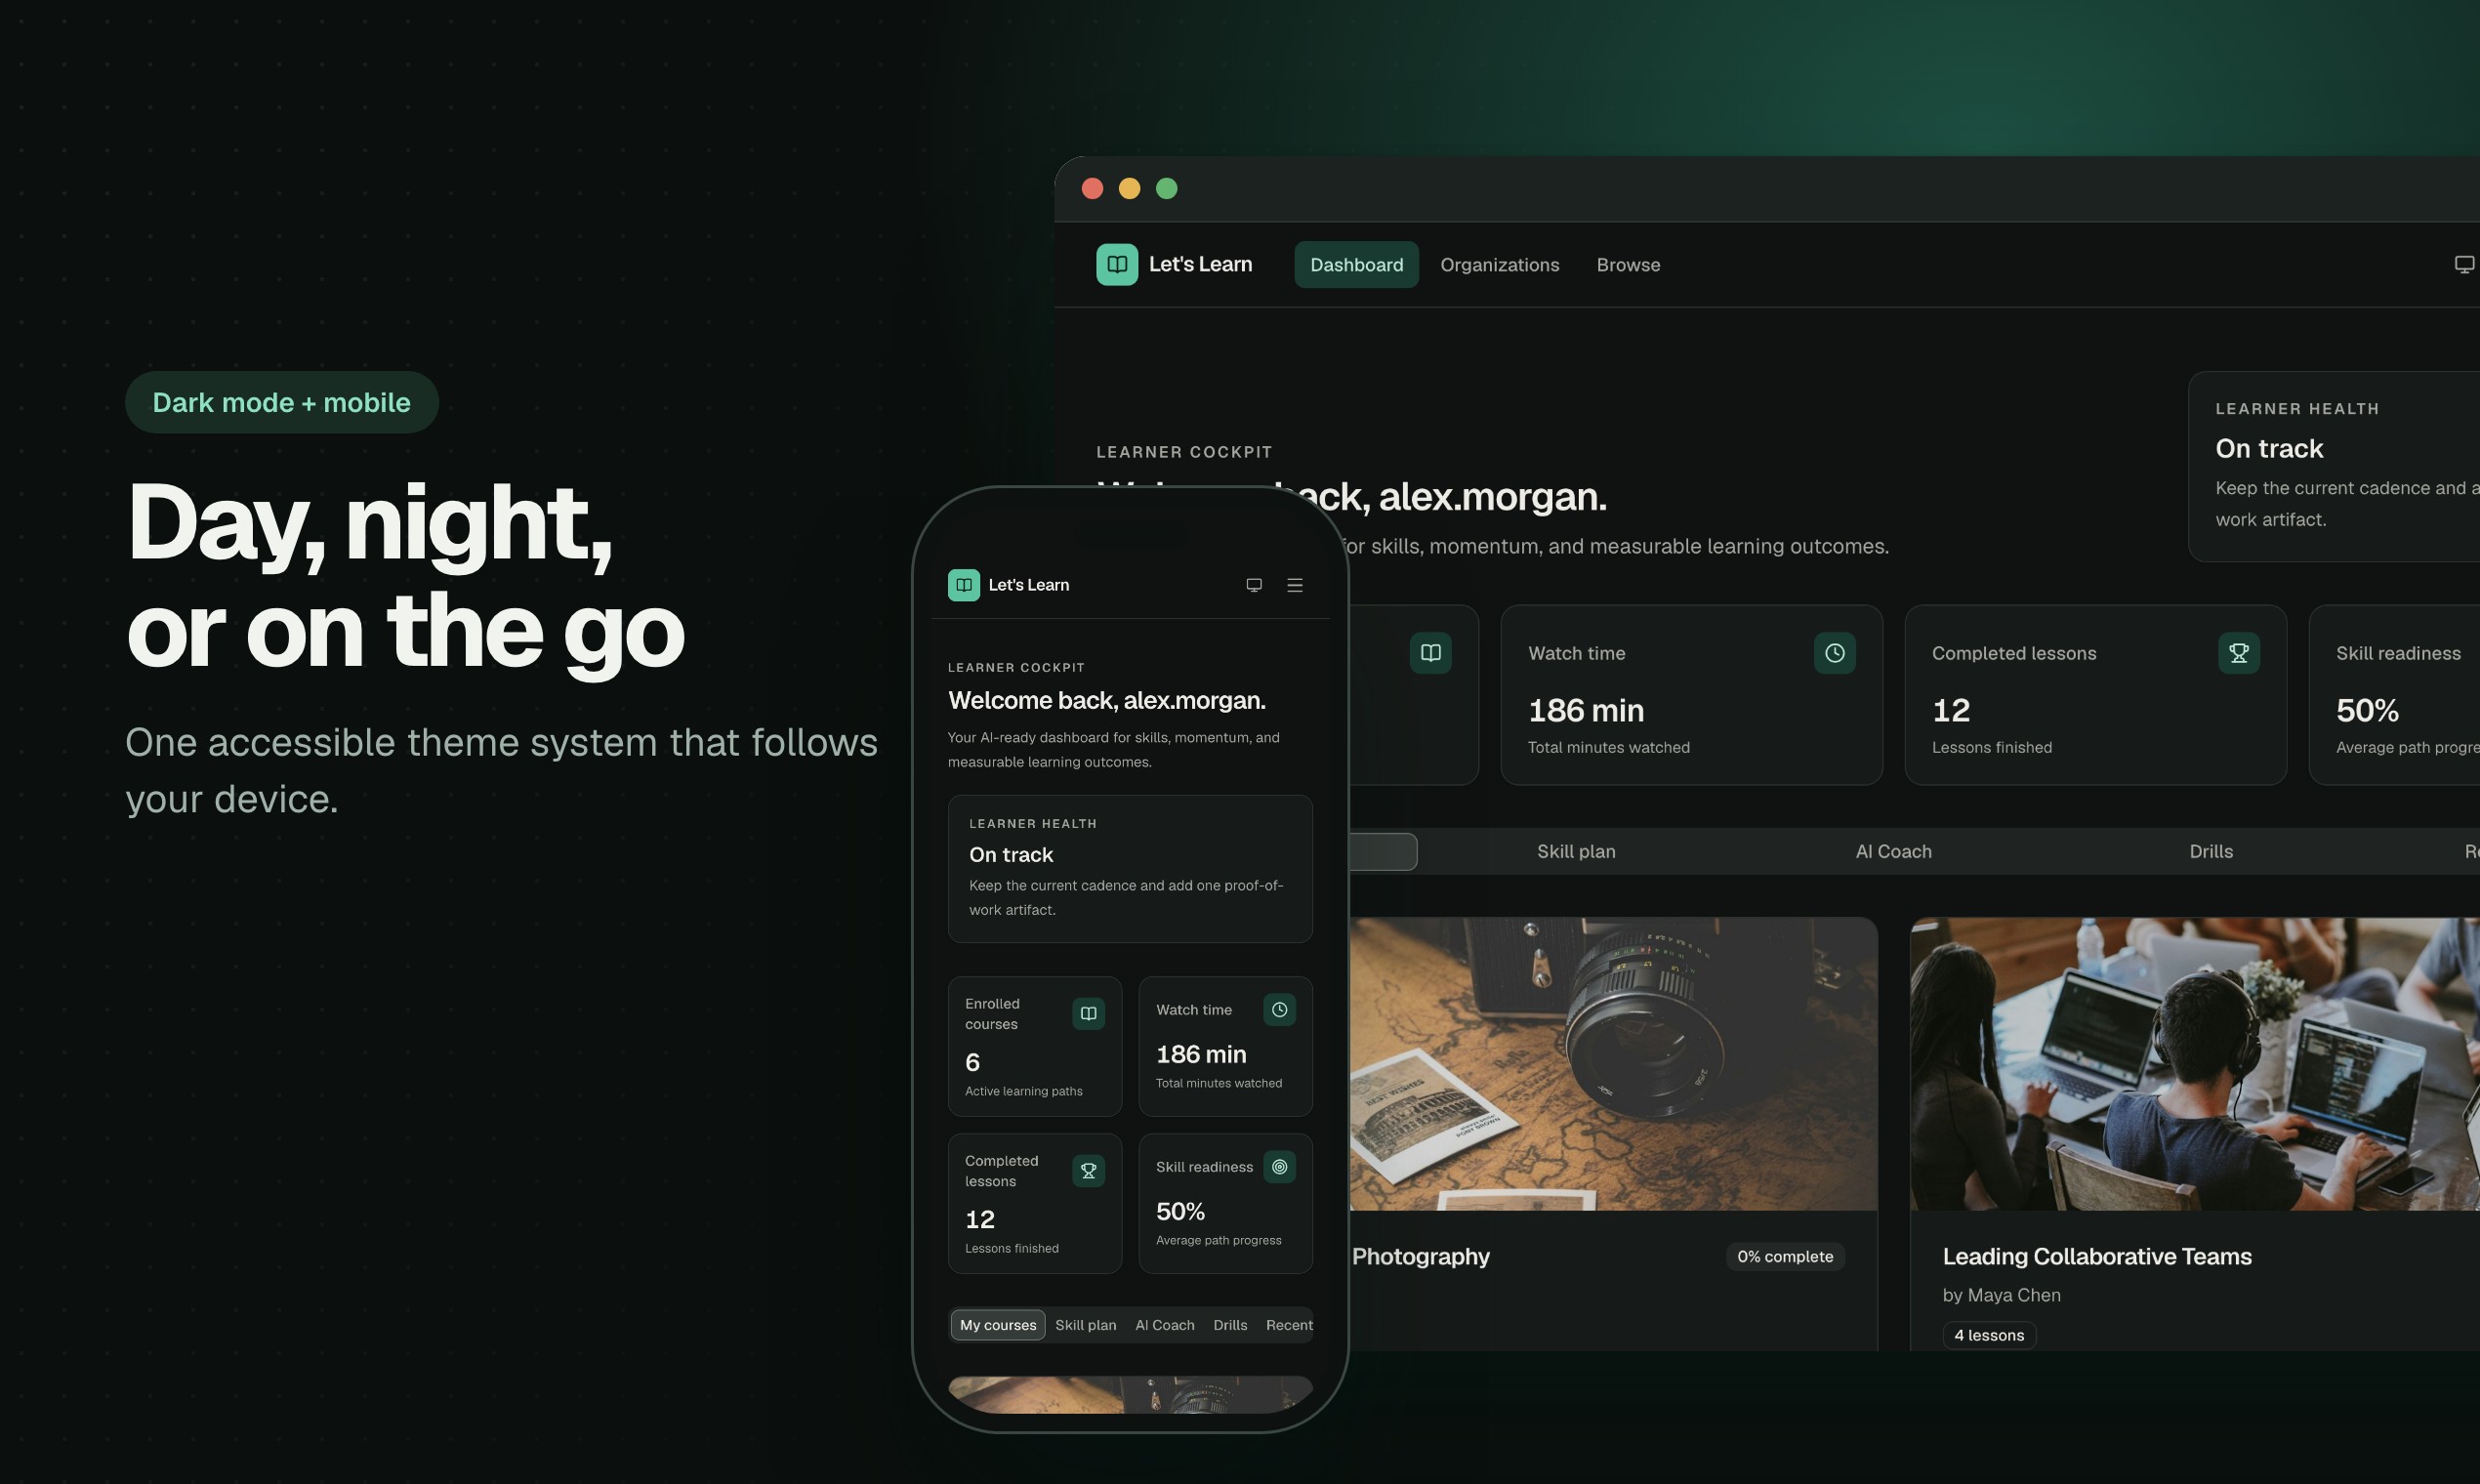 Dark mode + mobile
Day, night,
or on the go
One accessible theme system that follows
your device.
Let's Learn
Dashboard
Organizations
Browse
LEARNER COCKPIT
back, alex.morgan.
for skills, momentum, and measurable learning outcomes.
LEARNER HEALTH
On track
Keep the current cadence and a
work artifact.
Watch time
186 min
Total minutes watched
Completed lessons
12
Lessons finished
Skill readiness
50%
Average path progre
Skill plan
AI Coach
Drills
Re
Photography
0% complete
Leading Collaborative Teams
by Maya Chen
4 lessons
Let's Learn
LEARNER COCKPIT
Welcome back, alex.morgan.
Your AI-ready dashboard for skills, momentum, and
measurable learning outcomes.
LEARNER HEALTH
On track
Keep the current cadence and add one proof-of-
work artifact.
Enrolled
courses
6
Active learning paths
Watch time
186 min
Total minutes watched
Completed
lessons
12
Lessons finished
Skill readiness
50%
Average path progress
My courses
Skill plan
AI Coach
Drills
Recent